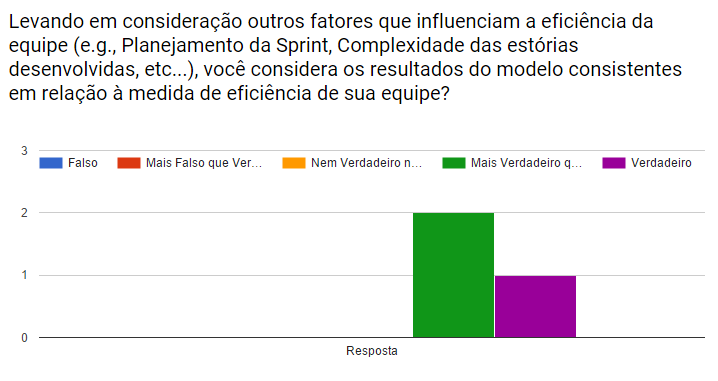 Levando em consideração outros fatores que influenciam a eficiência da
equipe (e.g., Planejamento da Sprint, Complexidade das estórias
desenvolvidas, etc...), você considera os resultados do modelo consistentes
em relação à medida de eficiência de sua equipe?
3
Falso Mais Falso que Ver... Nem Verdadeiro n... Mais Verdadeiro q... Verdadeiro
2
1
0
Resposta